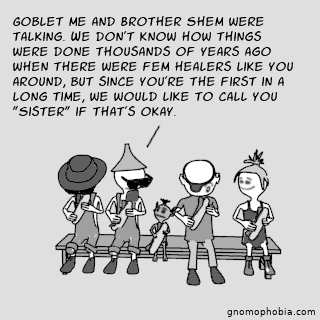 GOBLET ME AND BROTHER SHEM WERE
TALKING. WE DON'T KNOW HOW THINGS
WERE DONE THOUSANDS OF YEARS AGO
WHEN THERE WERE FEM HEALERS LIKE YOU
AROUND, BUT SINCE YOU'RE THE FIRST IN A
LONG TIME, WE WOULD LIKE TO CALL YOU
"SISTER" IF THAT'S OKAY.
gnomophobia.com